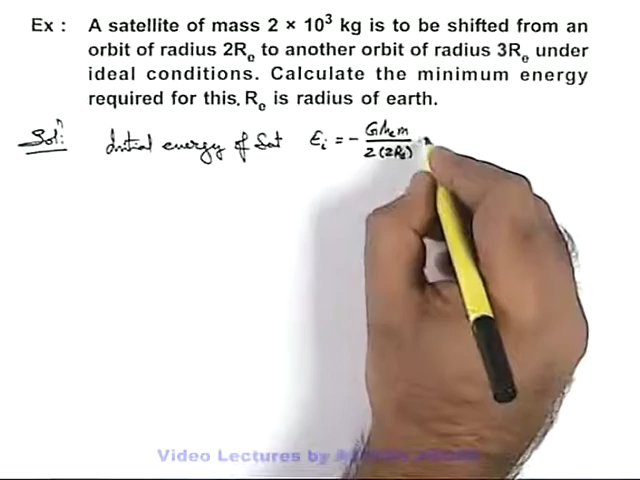 Ex : A satellite of mass 2 × 10³ kg is to be shifted from an
orbit of radius 2Rₑ to another orbit of radius 3Rₑ under
ideal conditions. Calculate the minimum energy
required for this, Rₑ is radius of earth.
Solⁿ: Initial energy of Sat Eᵢ = - GMₑm / 2(2Rₑ)
Video Lectures by